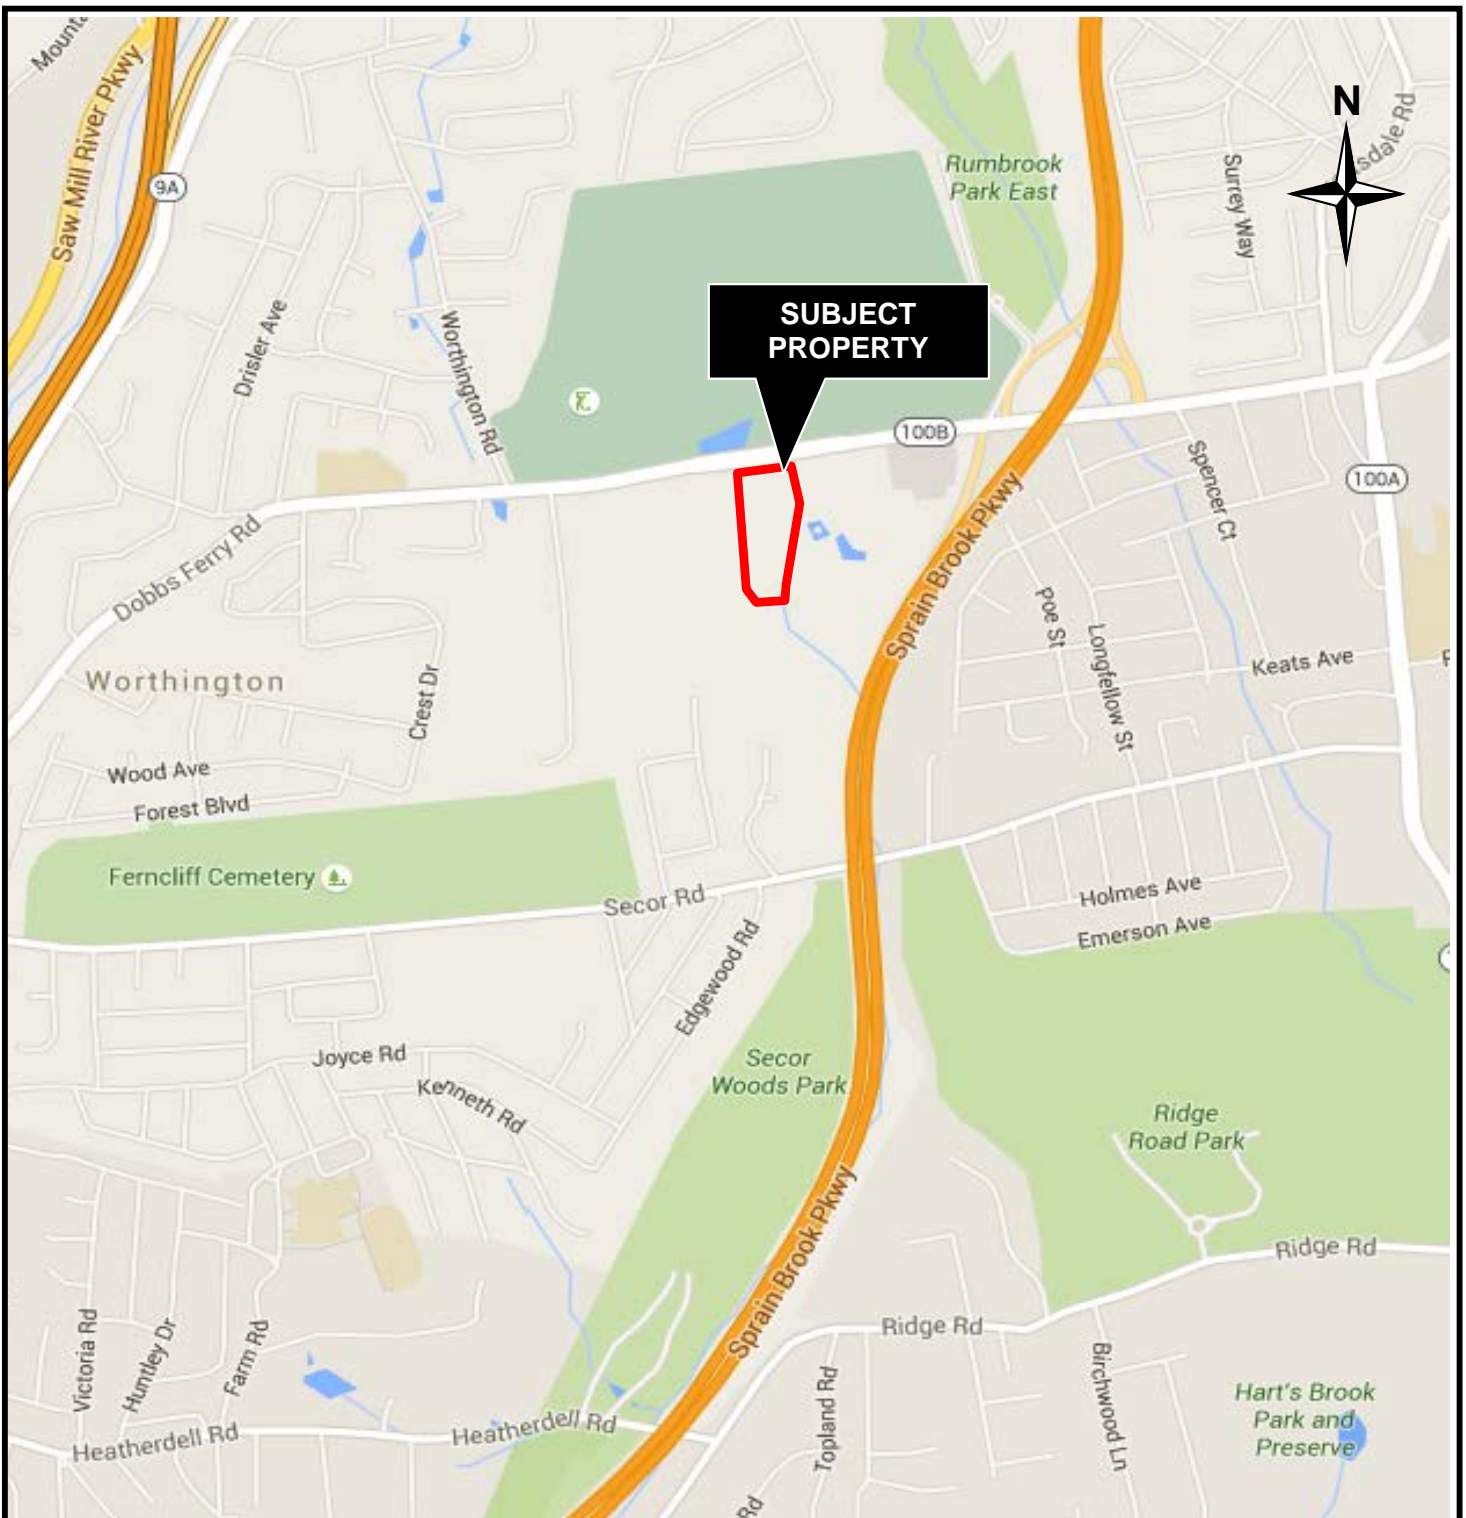 Mounta
Saw Mill River Pkwy
9A
N
Rumbrook
Park East
Surrey Way
SUBJECT
PROPERTY
Drisler Ave
Worthington Rd
100B
Spencer Ct
100A
Dobbs Ferry Rd
Sprain Brook Pkwy
Poe St
Longfellow St
Keats Ave
Worthington
Crest Dr
Wood Ave
Forest Blvd
Ferncliff Cemetery
Secor Rd
Holmes Ave
Emerson Ave
Edgewood Rd
Joyce Rd
Kenneth Rd
Secor
Woods Park
Ridge
Road Park
Sprain Brook Pkwy
Ridge Rd
Ridge Rd
Victoria Rd
Huntley Dr
Farm Rd
Heatherdell Rd
Heatherdell Rd
Topland Rd
Birchwood Ln
Hart's Brook
Park and
Preserve
Rd